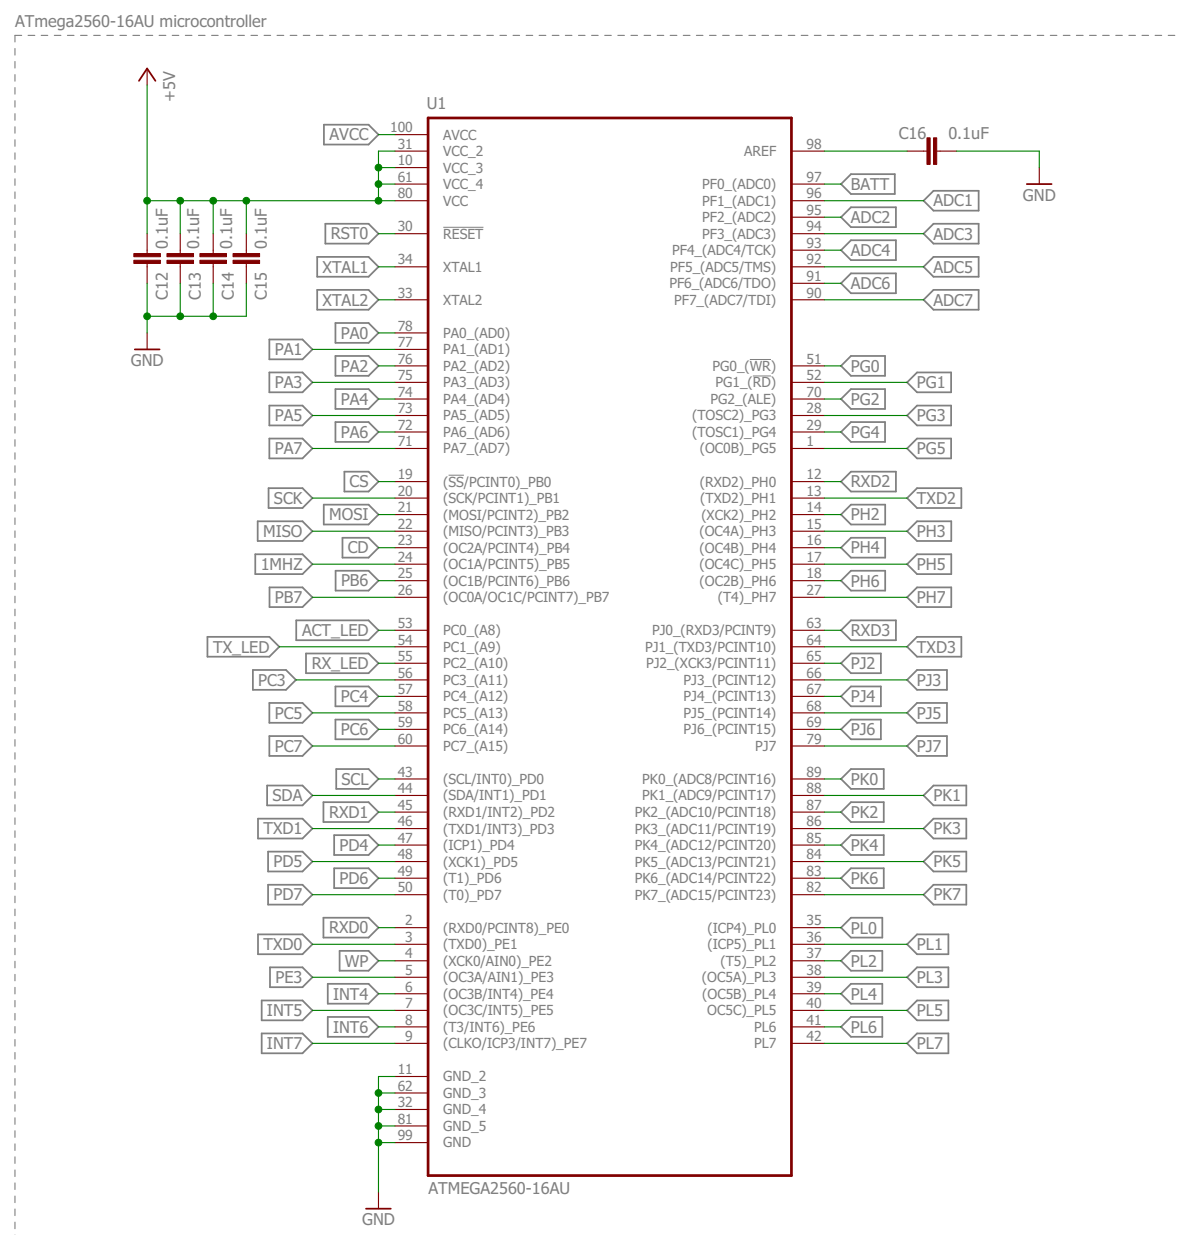 ATmega2560-16AU microcontroller
+5V
U1
AVCC 100 AVCC
31 VCC_2
10 VCC_3
61 VCC_4
80 VCC
RST0 30 RESET
XTAL1 34 XTAL1
XTAL2 33 XTAL2
0.1uF 0.1uF 0.1uF 0.1uF
C12 C13 C14 C15
GND
PA0 78 PA0_(AD0)
PA1 77 PA1_(AD1)
PA2 76 PA2_(AD2)
PA3 75 PA3_(AD3)
PA4 74 PA4_(AD4)
PA5 73 PA5_(AD5)
PA6 72 PA6_(AD6)
PA7 71 PA7_(AD7)
CS 19 (SS/PCINT0)_PB0
SCK 20 (SCK/PCINT1)_PB1
MOSI 21 (MOSI/PCINT2)_PB2
MISO 22 (MISO/PCINT3)_PB3
CD 23 (OC2A/PCINT4)_PB4
1MHZ 24 (OC1A/PCINT5)_PB5
PB6 25 (OC1B/PCINT6)_PB6
PB7 26 (OC0A/OC1C/PCINT7)_PB7
ACT_LED 53 PC0_(A8)
TX_LED 54 PC1_(A9)
RX_LED 55 PC2_(A10)
PC3 56 PC3_(A11)
PC4 57 PC4_(A12)
PC5 58 PC5_(A13)
PC6 59 PC6_(A14)
PC7 60 PC7_(A15)
SCL 43 (SCL/INT0)_PD0
SDA 44 (SDA/INT1)_PD1
RXD1 45 (RXD1/INT2)_PD2
TXD1 46 (TXD1/INT3)_PD3
PD4 47 (ICP1)_PD4
PD5 48 (XCK1)_PD5
PD6 49 (T1)_PD6
PD7 50 (T0)_PD7
RXD0 2 (RXD0/PCINT8)_PE0
TXD0 3 (TXD0)_PE1
WP 4 (XCK0/AIN0)_PE2
PE3 5 (OC3A/AIN1)_PE3
INT4 6 (OC3B/INT4)_PE4
INT5 7 (OC3C/INT5)_PE5
INT6 8 (T3/INT6)_PE6
INT7 9 (CLKO/ICP3/INT7)_PE7
11 GND_2
62 GND_3
32 GND_4
81 GND_5
99 GND
GND
C16 0.1uF
AREF 98
GND
PF0_(ADC0) 97 BATT
PF1_(ADC1) 96 ADC1
PF2_(ADC2) 95 ADC2
PF3_(ADC3) 94 ADC3
PF4_(ADC4/TCK) 93 ADC4
PF5_(ADC5/TMS) 92 ADC5
PF6_(ADC6/TDO) 91 ADC6
PF7_(ADC7/TDI) 90 ADC7
PG0_(WR) 51 PG0
PG1_(RD) 52 PG1
PG2_(ALE) 70 PG2
(TOSC2)_PG3 28 PG3
(TOSC1)_PG4 29 PG4
(OC0B)_PG5 1 PG5
(RXD2)_PH0 12 RXD2
(TXD2)_PH1 13 TXD2
(XCK2)_PH2 14 PH2
(OC4A)_PH3 15 PH3
(OC4B)_PH4 16 PH4
(OC4C)_PH5 17 PH5
(OC2B)_PH6 18 PH6
(T4)_PH7 27 PH7
PJ0_(RXD3/PCINT9) 63 RXD3
PJ1_(TXD3/PCINT10) 64 TXD3
PJ2_(XCK3/PCINT11) 65 PJ2
PJ3_(PCINT12) 66 PJ3
PJ4_(PCINT13) 67 PJ4
PJ5_(PCINT14) 68 PJ5
PJ6_(PCINT15) 69 PJ6
PJ7 79 PJ7
PK0_(ADC8/PCINT16) 89 PK0
PK1_(ADC9/PCINT17) 88 PK1
PK2_(ADC10/PCINT18) 87 PK2
PK3_(ADC11/PCINT19) 86 PK3
PK4_(ADC12/PCINT20) 85 PK4
PK5_(ADC13/PCINT21) 84 PK5
PK6_(ADC14/PCINT22) 83 PK6
PK7_(ADC15/PCINT23) 82 PK7
(ICP4)_PL0 35 PL0
(ICP5)_PL1 36 PL1
(T5)_PL2 37 PL2
(OC5A)_PL3 38 PL3
(OC5B)_PL4 39 PL4
OC5C)_PL5 40 PL5
PL6 41 PL6
PL7 42 PL7
ATMEGA2560-16AU